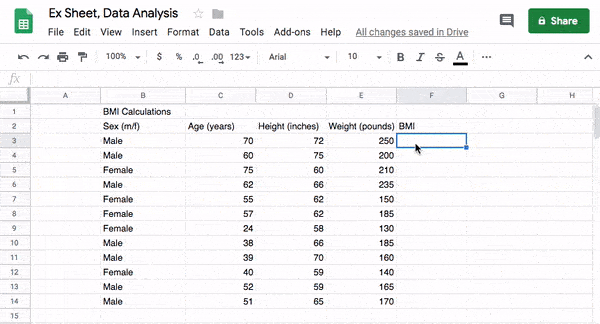 Ex Sheet, Data Analysis
Share
File Edit View Insert Format Data Tools Add-ons Help All changes saved in Drive
100% $ % .0 .00 123 Arial 10 B I S A
fx
A B C D E F G H
1 BMI Calculations
2 Sex (m/f) Age (years) Height (inches) Weight (pounds) BMI
3 Male 70 72 250
4 Male 60 75 200
5 Female 75 60 210
6 Male 62 66 235
7 Female 55 62 150
8 Female 57 62 185
9 Female 24 58 130
10 Male 38 66 185
11 Male 39 70 160
12 Female 40 59 140
13 Male 52 59 165
14 Male 51 65 170
15